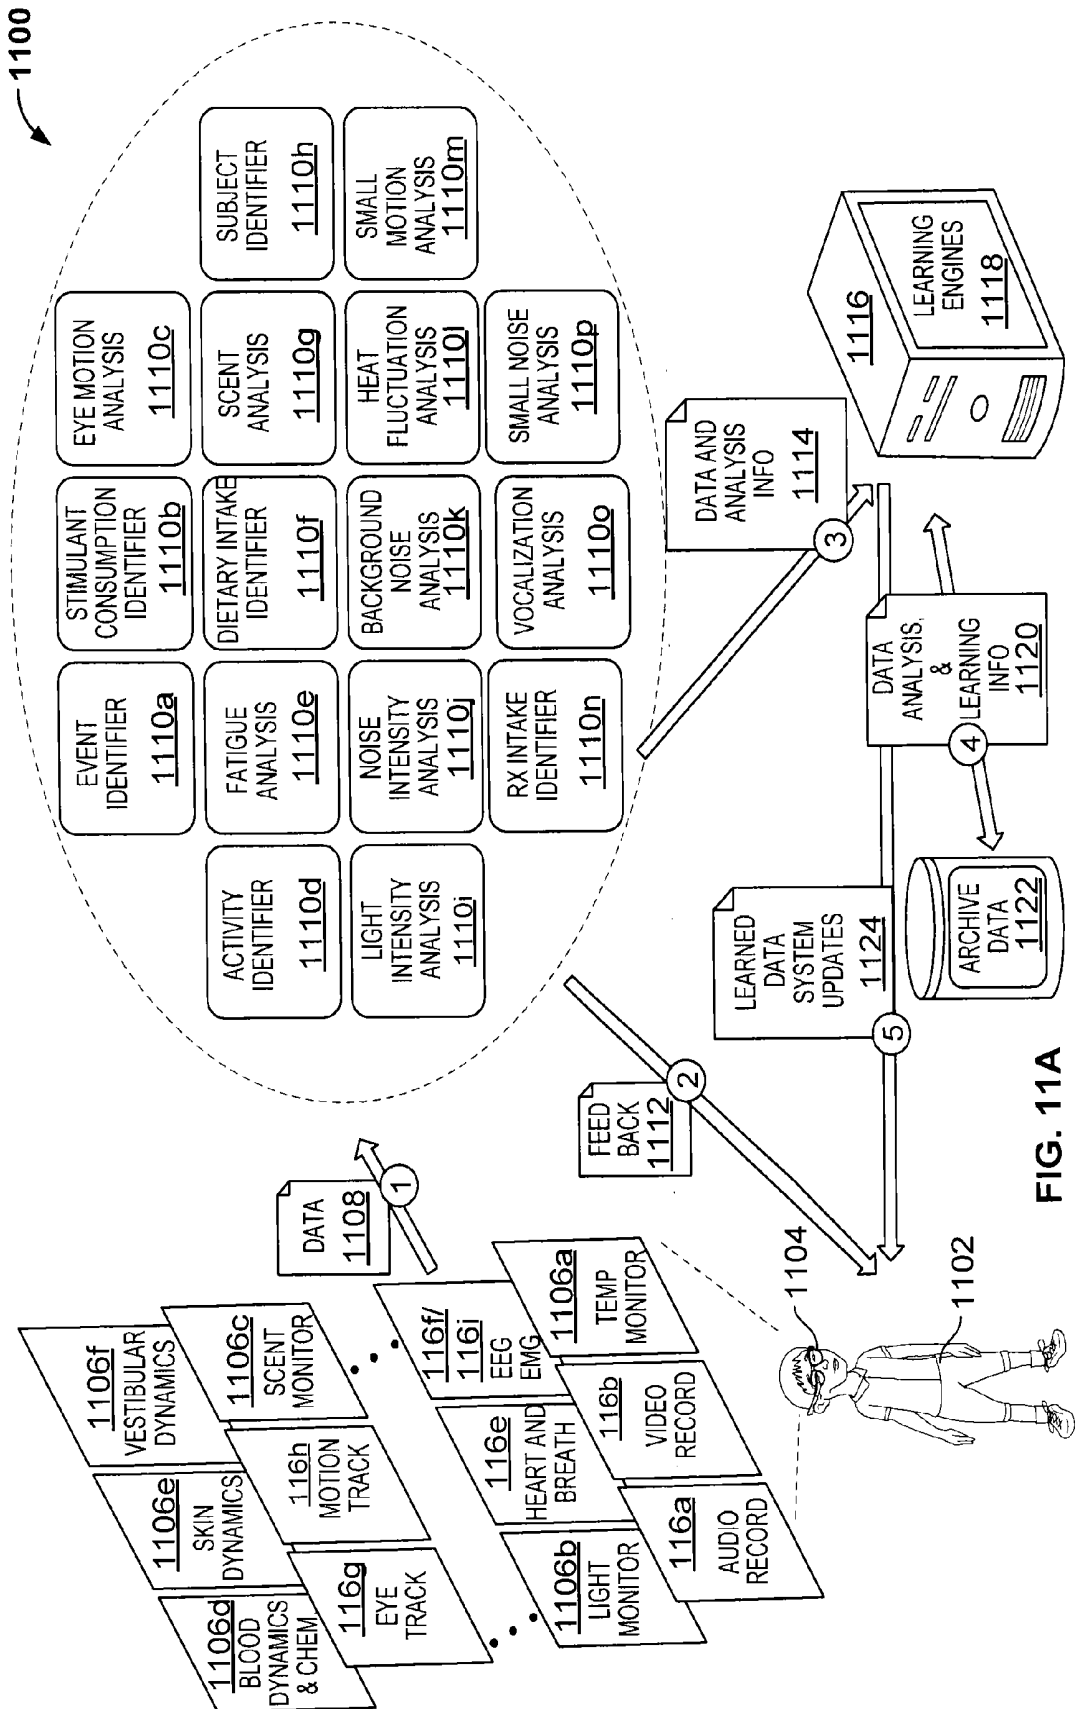 1100
EVENT
IDENTIFIER
1110a
STIMULANT
CONSUMPTION
IDENTIFIER
1110b
EYE MOTION
ANALYSIS
1110c
ACTIVITY
IDENTIFIER
1110d
FATIGUE
ANALYSIS
1110e
DIETARY INTAKE
IDENTIFIER
1110f
SCENT
ANALYSIS
1110g
SUBJECT
IDENTIFIER
1110h
LIGHT
INTENSITY
ANALYSIS
1110i
NOISE
INTENSITY
ANALYSIS
1110j
BACKGROUND
NOISE
ANALYSIS
1110k
HEAT
FLUCTUATION
ANALYSIS
1110l
SMALL
MOTION
ANALYSIS
1110m
RX INTAKE
IDENTIFIER
1110n
VOCALIZATION
ANALYSIS
1110o
SMALL NOISE
ANALYSIS
1110p
1106d
BLOOD
DYNAMICS
& CHEM
1106e
SKIN
DYNAMICS
1106f
VESTIBULAR
DYNAMICS
116g
EYE
TRACK
116h
MOTION
TRACK
1106c
SCENT
MONITOR
1106b
LIGHT
MONITOR
116e
HEART AND
BREATH
116f/
116i
EEG
EMG
116a
AUDIO
RECORD
116b
VIDEO
RECORD
1106a
TEMP
MONITOR
DATA
1108
1
FEED
BACK
1112
2
DATA AND
ANALYSIS
INFO
1114
3
1116
LEARNING
ENGINES
1118
DATA
ANALYSIS,
&
LEARNING
INFO
1120
4
ARCHIVE
DATA
1122
LEARNED
DATA
SYSTEM
UPDATES
1124
5
1104
1102
FIG. 11A